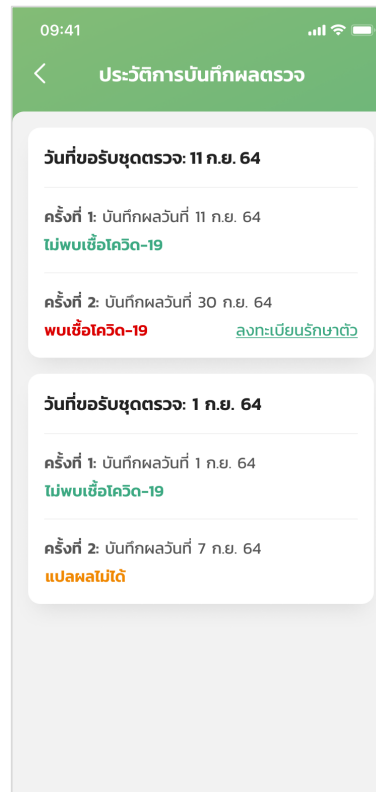 09:41
ประวัติการบันทึกผลตรวจ
วันที่ขอรับชุดตรวจ: 11 ก.ย. 64
ครั้งที่ 1: บันทึกผลวันที่ 11 ก.ย. 64
ไม่พบเชื้อโควิด-19
ครั้งที่ 2: บันทึกผลวันที่ 30 ก.ย. 64
พบเชื้อโควิด-19 ลงทะเบียนรักษาตัว
วันที่ขอรับชุดตรวจ: 1 ก.ย. 64
ครั้งที่ 1: บันทึกผลวันที่ 1 ก.ย. 64
ไม่พบเชื้อโควิด-19
ครั้งที่ 2: บันทึกผลวันที่ 7 ก.ย. 64
แปลผลไม่ได้